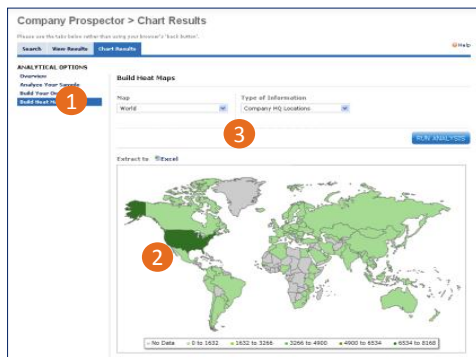 Company Prospector > Chart Results
Please use the tabs below rather than using your browser's 'back button'.
Search View Results Chart Results
Help
ANALYTICAL OPTIONS
Overview
Analyze Your Sample
Build Your
Build Heat
1
Build Heat Maps
Map Type of Information
World Company HQ Locations
3
RUN ANALYSIS
Extract to Excel
2
No Data 0 to 1632 1632 to 3266 3266 to 4900 4900 to 6534 6534 to 8168